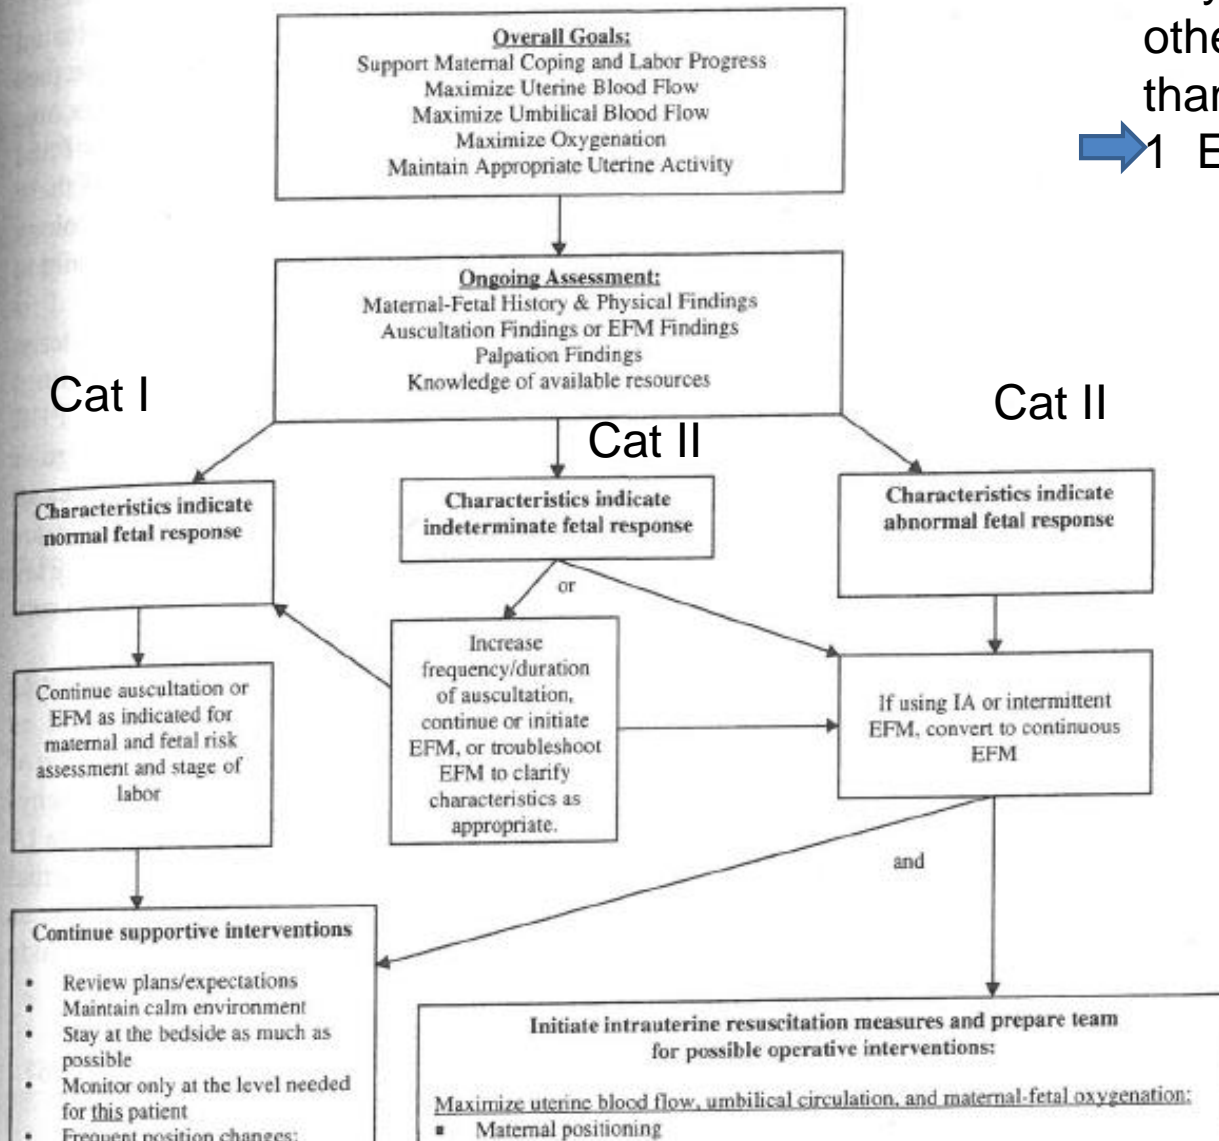 Overall Goals:
Support Maternal Coping and Labor Progress
Maximize Uterine Blood Flow
Maximize Umbilical Blood Flow
Maximize Oxygenation
Maintain Appropriate Uterine Activity
than
1 E
Ongoing Assessment:
Maternal-Fetal History & Physical Findings
Auscultation Findings or EFM Findings
Palpation Findings
Knowledge of available resources
Cat I
Cat II
Cat II
Characteristics indicate
normal fetal response
Characteristics indicate
indeterminate fetal response
Characteristics indicate
abnormal fetal response
or
Continue auscultation or
EFM as indicated for
maternal and fetal risk
assessment and stage of
labor
Increase
frequency/duration
of auscultation,
continue or initiate
EFM, or troubleshoot
EFM to clarify
characteristics as
appropriate.
If using IA or intermittent
EFM, convert to continuous
EFM
and
Continue supportive interventions
• Review plans/expectations
• Maintain calm environment
• Stay at the bedside as much as
possible
• Monitor only at the level needed
for this patient
• Frequent position changes:
Initiate intrauterine resuscitation measures and prepare team
for possible operative interventions:
Maximize uterine blood flow, umbilical circulation, and maternal-fetal oxygenation:
▪ Maternal positioning